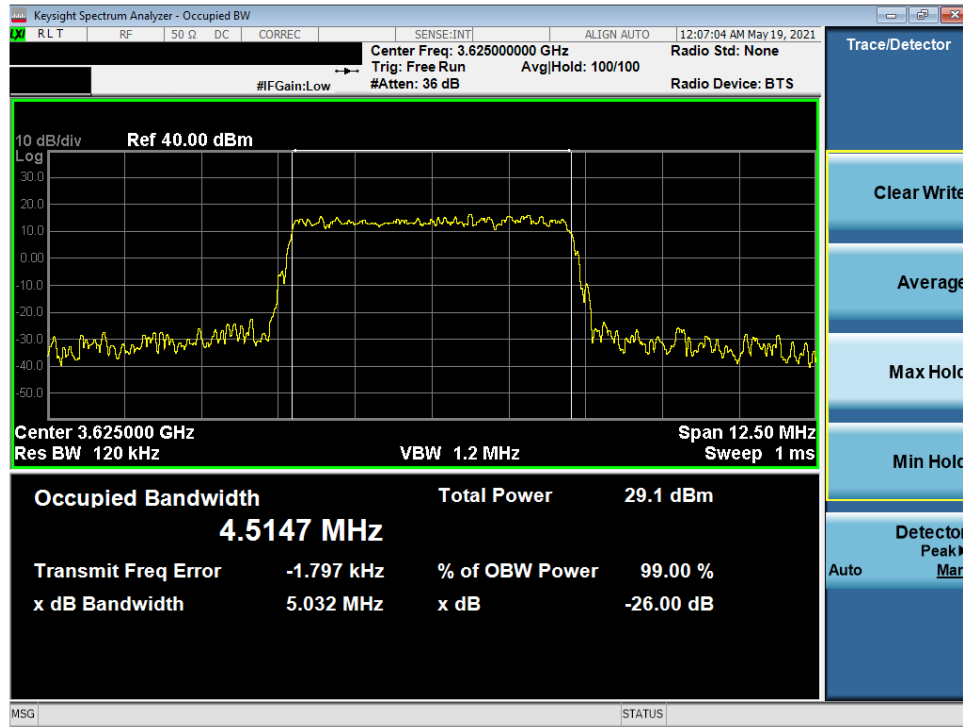 Keysight Spectrum Analyzer - Occupied BW
LXI RLT RF 50 Ω DC CORREC SENSE:INT ALIGN AUTO 12:07:04 AM May 19, 2021
Center Freq: 3.625000000 GHz Radio Std: None
Trig: Free Run Avg|Hold: 100/100
#IFGain:Low #Atten: 36 dB Radio Device: BTS
Trace/Detector
10 dB/div Ref 40.00 dBm
Log
30.0
20.0
10.0
0.00
-10.0
-20.0
-30.0
-40.0
-50.0
Center 3.625000 GHz Span 12.50 MHz
Res BW 120 kHz VBW 1.2 MHz Sweep 1 ms
Occupied Bandwidth Total Power 29.1 dBm
4.5147 MHz
Transmit Freq Error -1.797 kHz % of OBW Power 99.00 %
x dB Bandwidth 5.032 MHz x dB -26.00 dB
Clear Write
Average
Max Hold
Min Hold
Detector
Peak
Auto Man
MSG STATUS